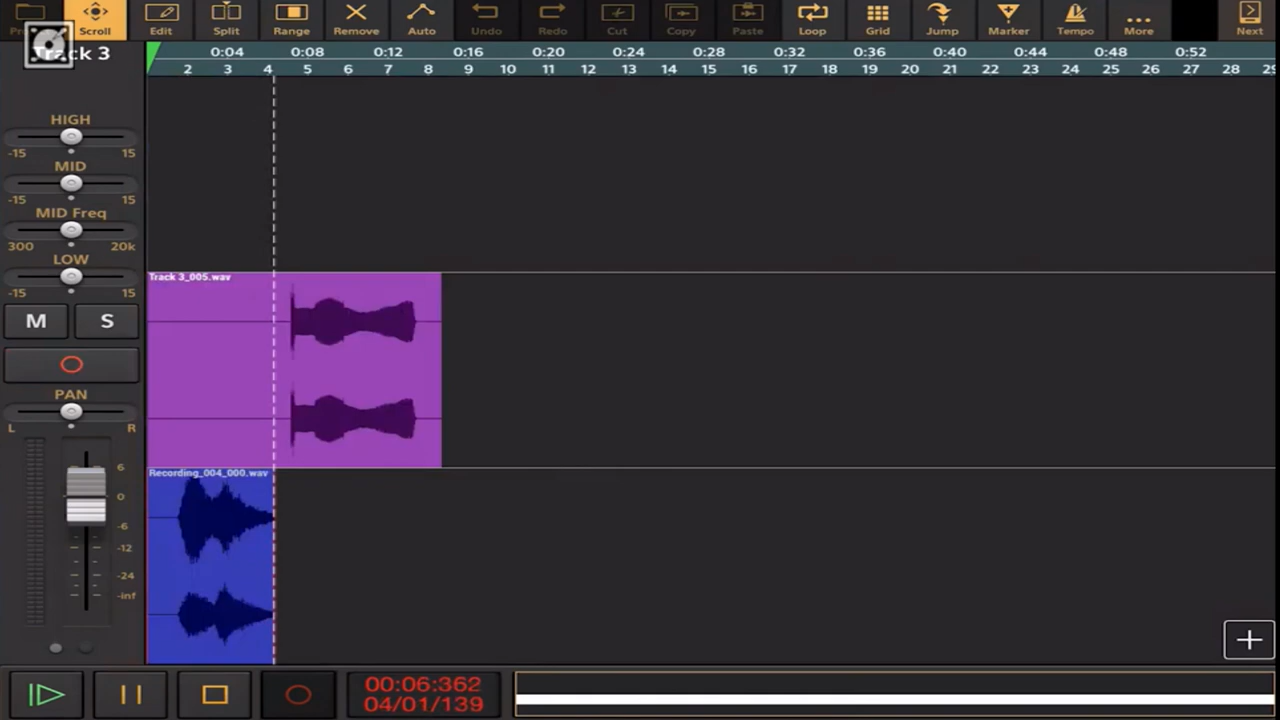 Scroll Edit Split Range Remove Auto Undo Redo Cut Copy Paste Loop Grid Jump Marker Tempo More Next
Track 3
0:04 0:08 0:12 0:16 0:20 0:24 0:28 0:32 0:36 0:40 0:44 0:48 0:52
2 3 4 5 6 7 8 9 10 11 12 13 14 15 16 17 18 19 20 21 22 23 24 25 26 27 28 29
HIGH
-15 15
MID
-15 15
MID Freq
300 20k
LOW
-15 15
Track 3_005.wav
M S
PAN
L R
6
0
-6
-12
-24
-inf
Recording_004_000.wav
00:06:362
04/01/139